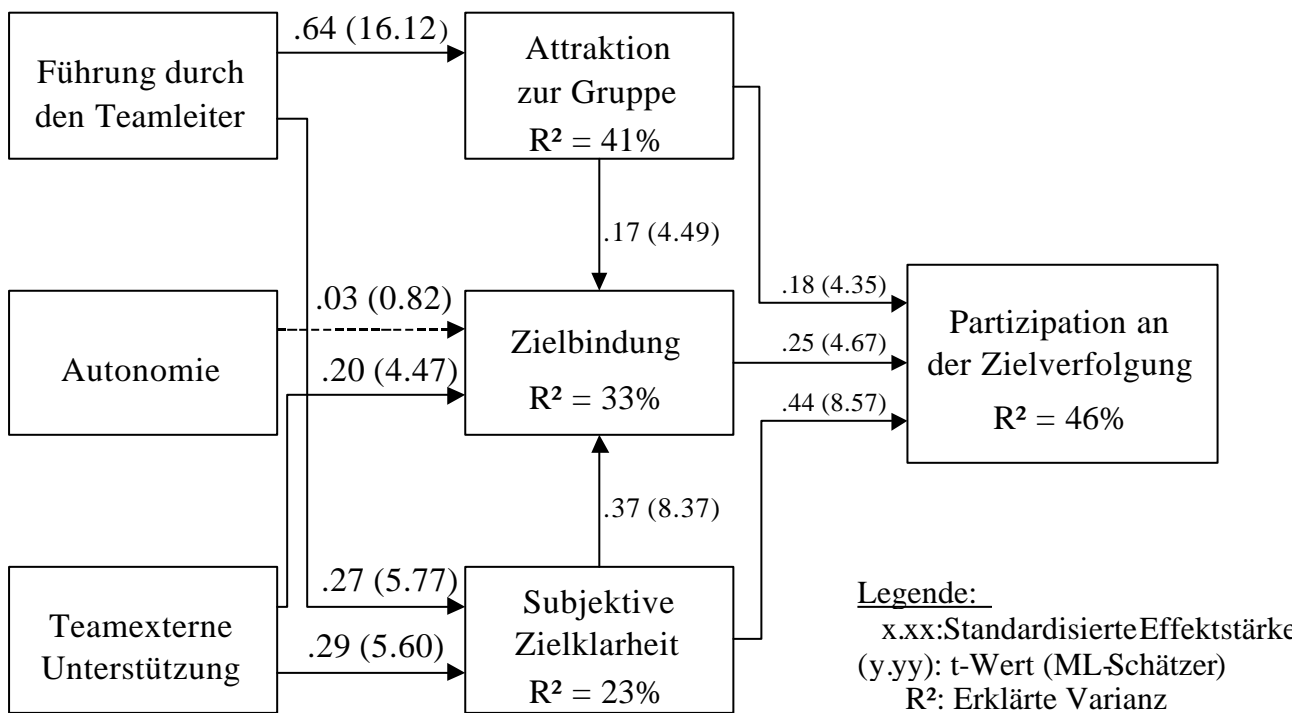 Führung durch
den Teamleiter
.64 (16.12)
Attraktion
zur Gruppe
R² = 41%
.17 (4.49)
Autonomie
.03 (0.82)
.20 (4.47)
Zielbindung
R² = 33%
.18 (4.35)
.25 (4.67)
.44 (8.57)
Partizipation an
der Zielverfolgung
R² = 46%
.37 (8.37)
Teamexterne
Unterstützung
.27 (5.77)
.29 (5.60)
Subjektive
Zielklarheit
R² = 23%
Legende:
x.xx:Standardisierte Effektstärke
(y.yy): t-Wert (ML-Schätzer)
R²: Erklärte Varianz